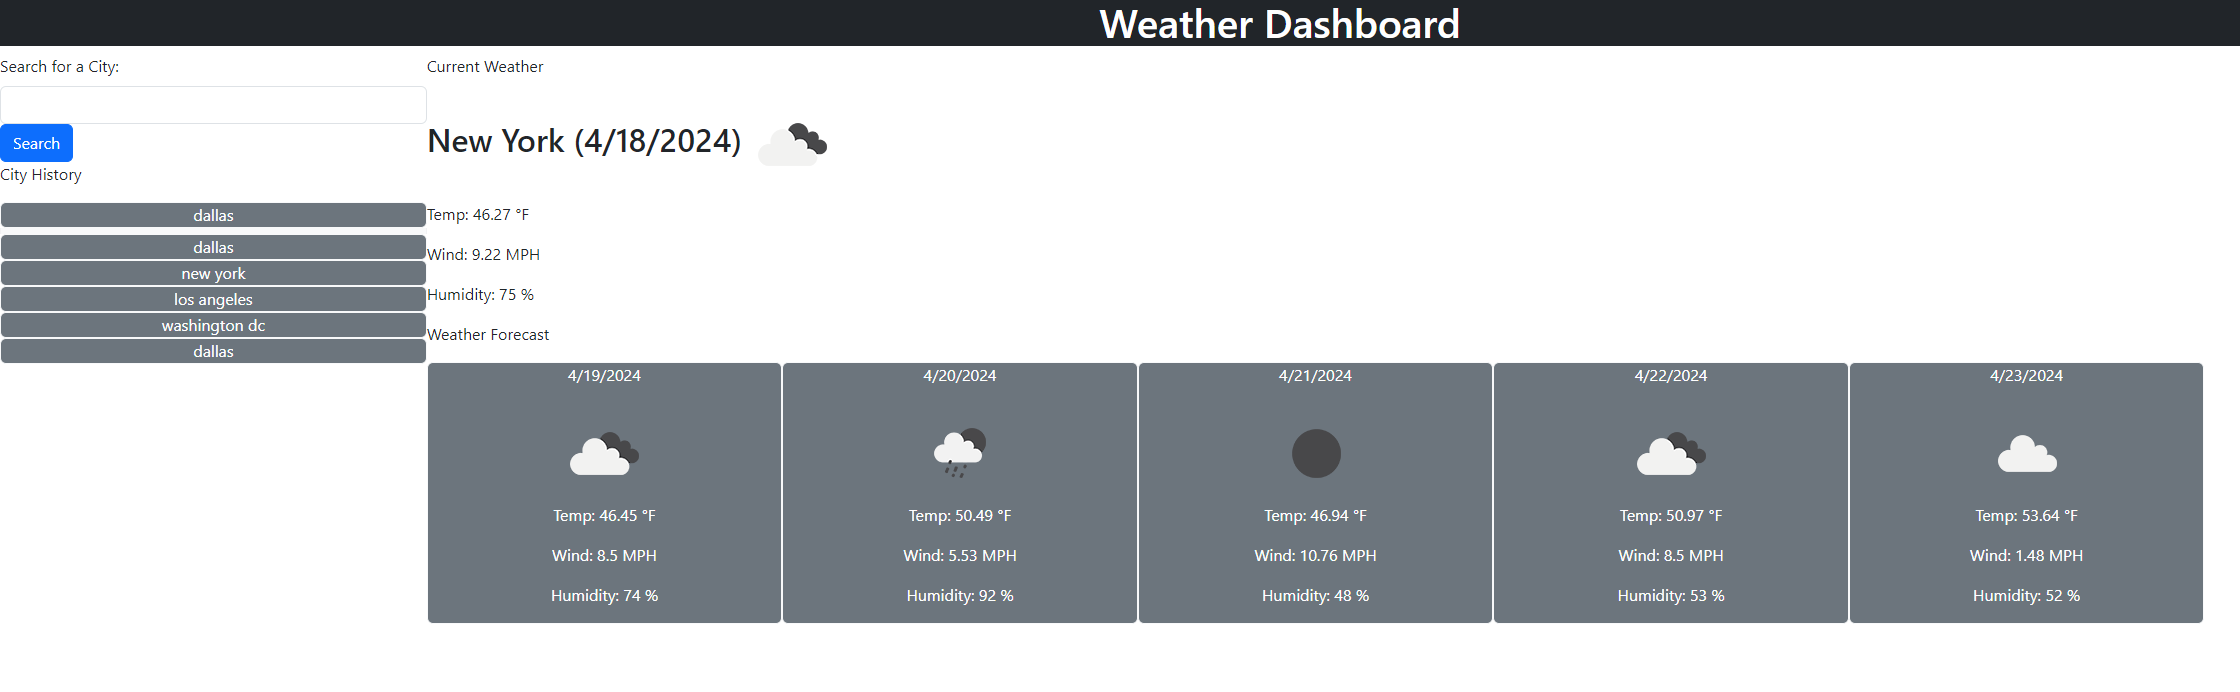 Weather Dashboard
Search for a City:
Search
City History
dallas
dallas
new york
los angeles
washington dc
dallas
Current Weather
New York (4/18/2024)
Temp: 46.27 °F
Wind: 9.22 MPH
Humidity: 75 %
Weather Forecast
4/19/2024
Temp: 46.45 °F
Wind: 8.5 MPH
Humidity: 74 %
4/20/2024
Temp: 50.49 °F
Wind: 5.53 MPH
Humidity: 92 %
4/21/2024
Temp: 46.94 °F
Wind: 10.76 MPH
Humidity: 48 %
4/22/2024
Temp: 50.97 °F
Wind: 8.5 MPH
Humidity: 53 %
4/23/2024
Temp: 53.64 °F
Wind: 1.48 MPH
Humidity: 52 %